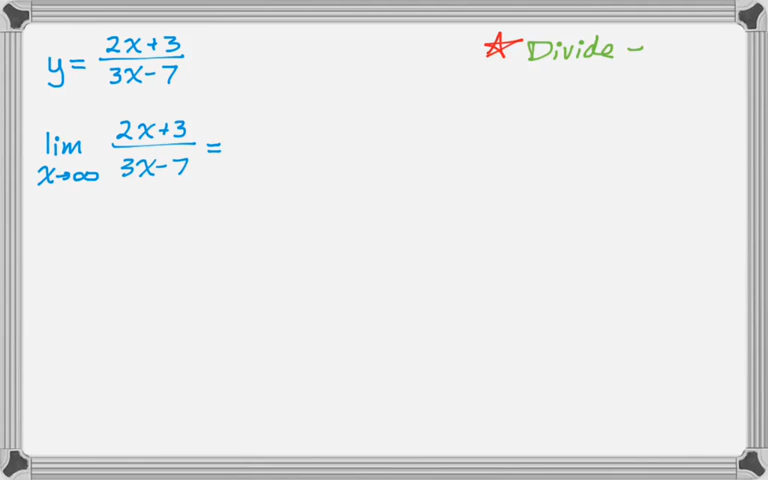 y = (2x+3)/(3x-7)
☆ Divide -
lim x→∞ (2x+3)/(3x-7) =